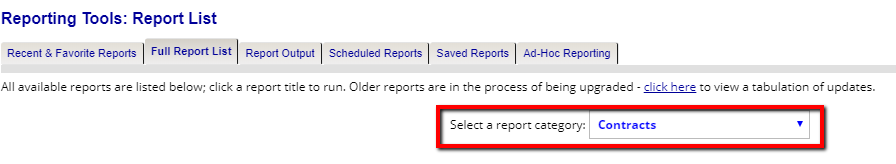 Reporting Tools: Report List
Recent & Favorite Reports Full Report List Report Output Scheduled Reports Saved Reports Ad-Hoc Reporting
All available reports are listed below; click a report title to run. Older reports are in the process of being upgraded - click here to view a tabulation of updates.
Select a report category: Contracts